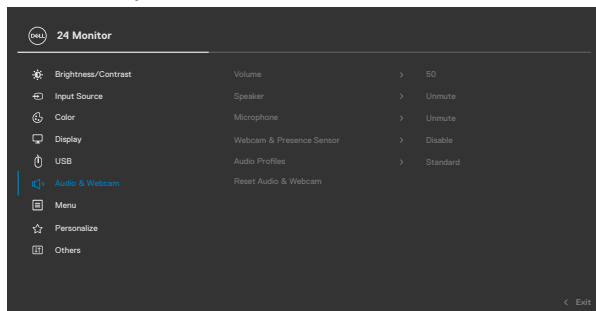 DELL 24 Monitor
Brightness/Contrast Volume > 50
Input Source Speaker > Unmute
Color Microphone > Unmute
Display Webcam & Presence Sensor > Disable
USB Audio Profiles > Standard
Audio & Webcam Reset Audio & Webcam
Menu
Personalize
Others
< Exit